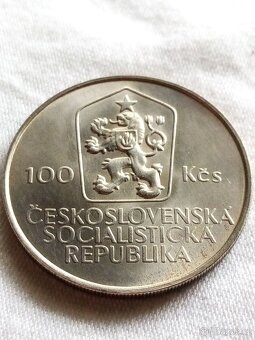 100 Kčs
ČESKOSLOVENSKÁ
SOCIALISTICKÁ
REPUBLIKA